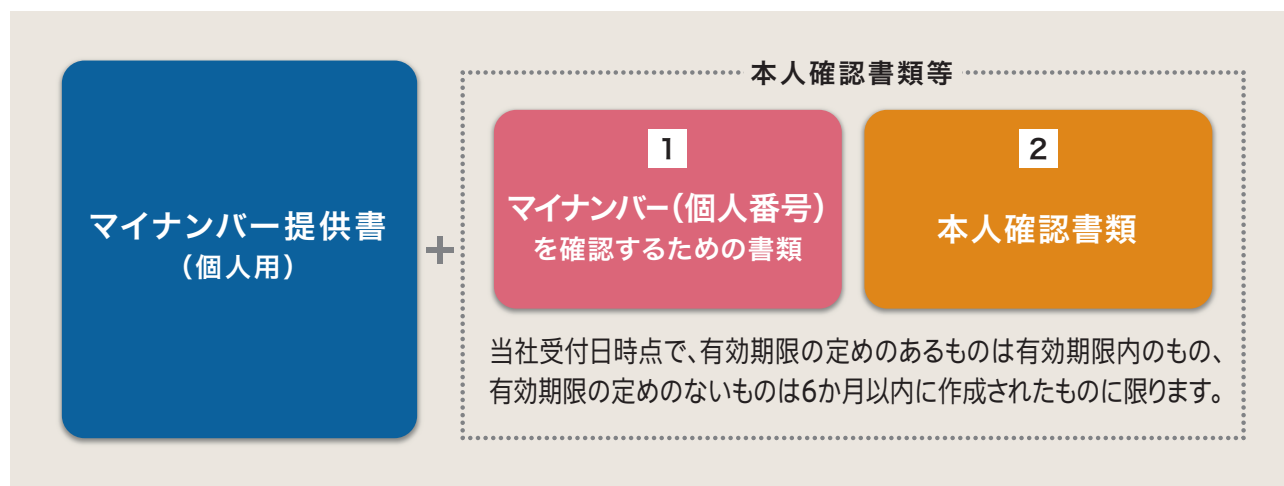 本人確認書類等
マイナンバー提供書
(個人用)
+
1
マイナンバー(個人番号)
を確認するための書類
2
本人確認書類
当社受付日時点で、有効期限の定めのあるものは有効期限内のもの、
有効期限の定めのないものは6か月以内に作成されたものに限ります。